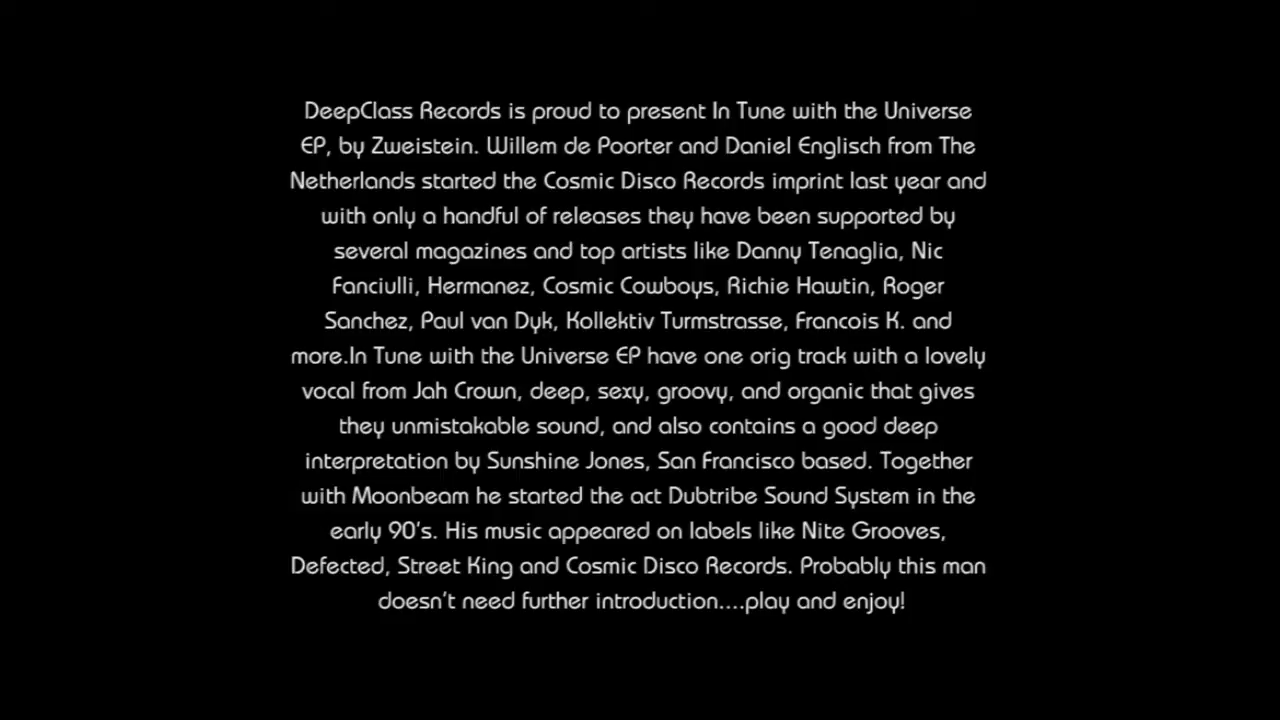 DeepClass Records is proud to present In Tune with the Universe
EP, by Zweistein. Willem de Poorter and Daniel Englisch from The
Netherlands started the Cosmic Disco Records imprint last year and
with only a handful of releases they have been supported by
several magazines and top artists like Danny Tenaglia, Nic
Fanciulli, Hermanez, Cosmic Cowboys, Richie Hawtin, Roger
Sanchez, Paul van Dyk, Kollektiv Turmstrasse, Francois K. and
more.In Tune with the Universe EP have one orig track with a lovely
vocal from Jah Crown, deep, sexy, groovy, and organic that gives
they unmistakable sound, and also contains a good deep
interpretation by Sunshine Jones, San Francisco based. Together
with Moonbeam he started the act Dubtribe Sound System in the
early 90's. His music appeared on labels like Nite Grooves,
Defected, Street King and Cosmic Disco Records. Probably this man
doesn't need further introduction....play and enjoy!